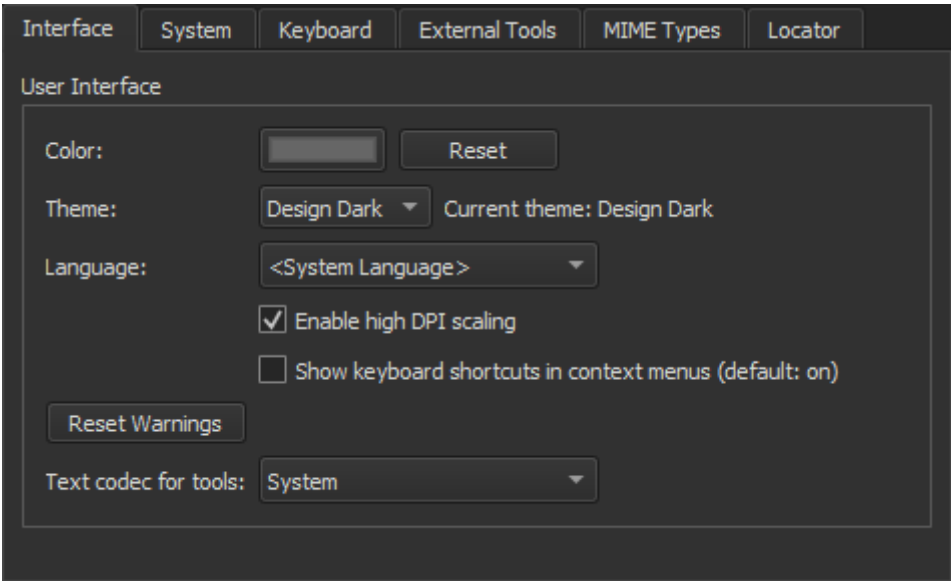 Interface System Keyboard External Tools MIME Types Locator
User Interface
Color: Reset
Theme: Design Dark Current theme: Design Dark
Language: <System Language>
Enable high DPI scaling
Show keyboard shortcuts in context menus (default: on)
Reset Warnings
Text codec for tools: System